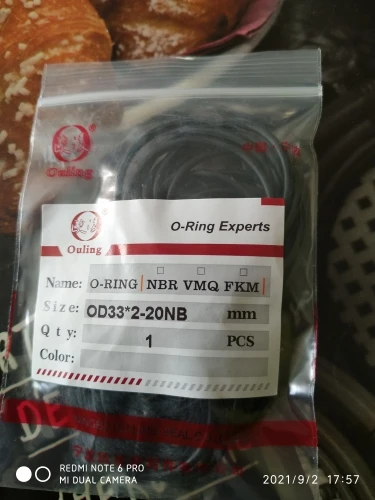 Ouling
O-Ring Experts
Ouling
Name: O-RING | NBR VMQ FKM |
Size: OD33*2-20NB mm
Qty: 1 PCS
Color:
REDMI NOTE 6 PRO
MI DUAL CAMERA
2021/9/2 17:57